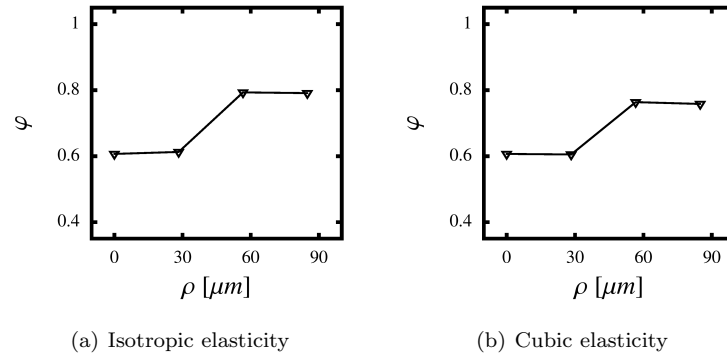 1
0.8
0.6
0.4
φ
0 30 60 90
ρ [μm]
(a) Isotropic elasticity
1
0.8
0.6
0.4
φ
0 30 60 90
ρ [μm]
(b) Cubic elasticity